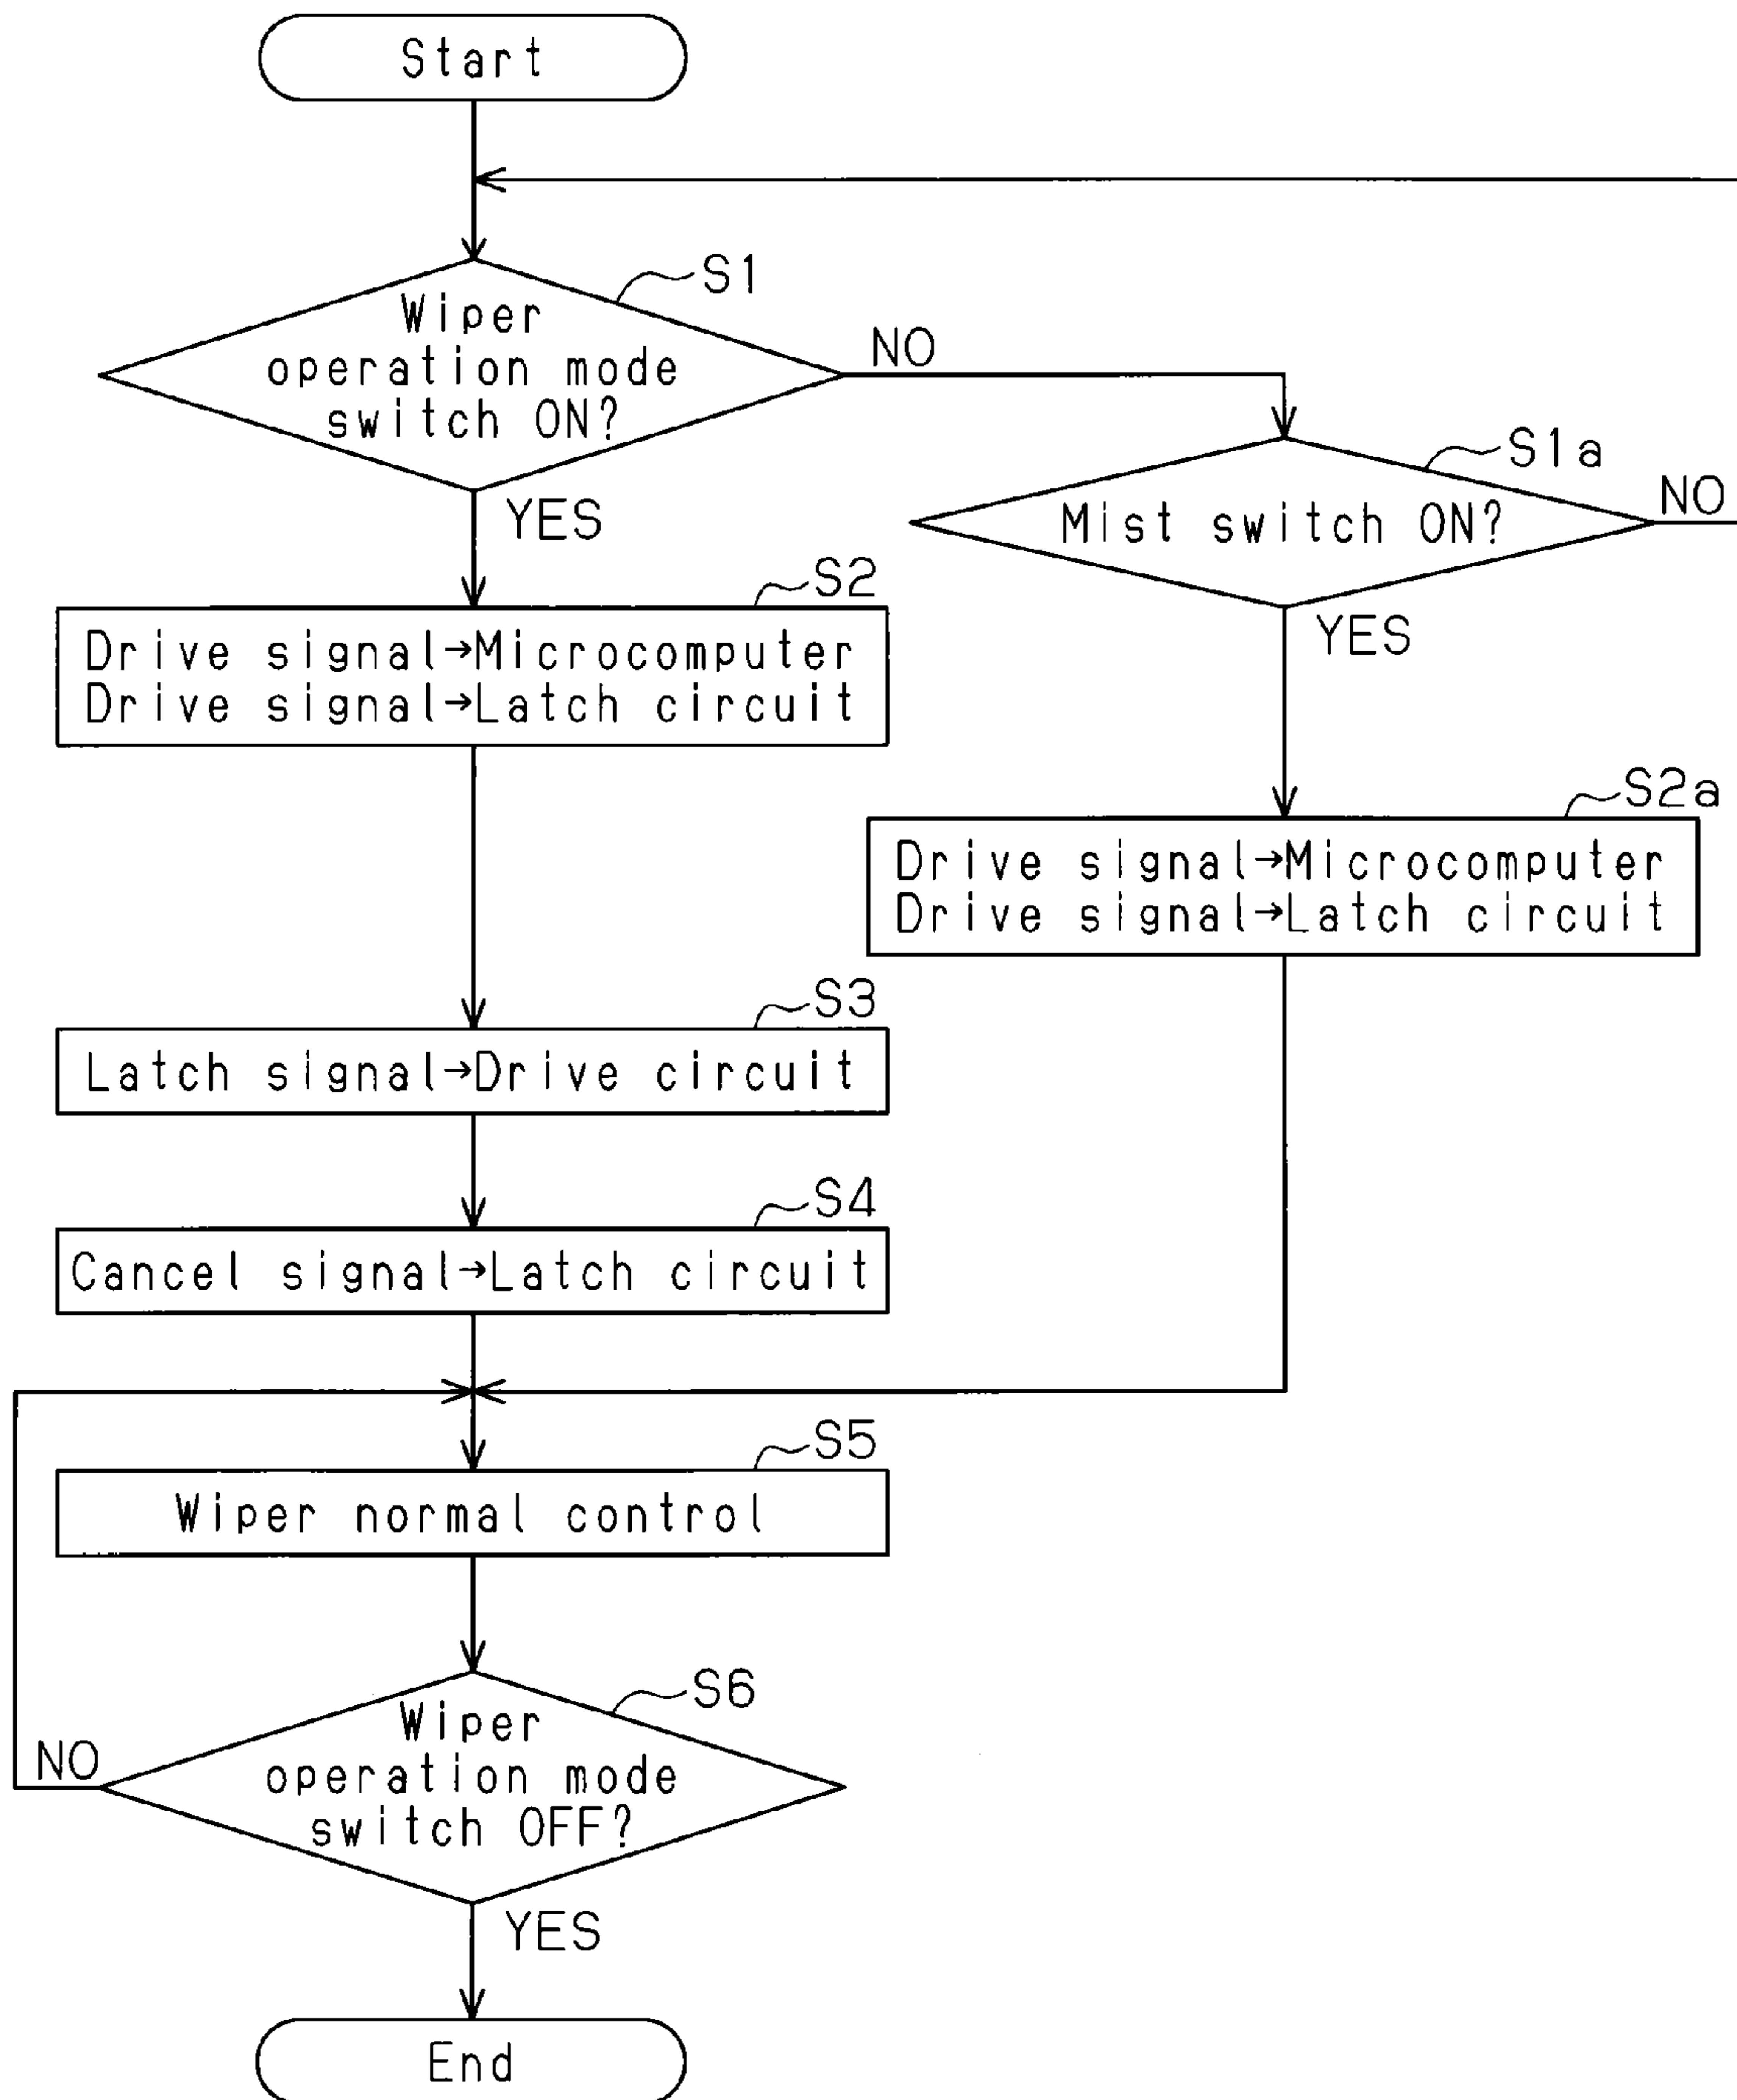 Start
S1
Wiper
operation mode
switch ON?
NO
YES
S1a
Mist switch ON?
NO
YES
S2
Drive signal→Microcomputer
Drive signal→Latch circuit
S2a
Drive signal→Microcomputer
Drive signal→Latch circuit
S3
Latch signal→Drive circuit
S4
Cancel signal→Latch circuit
S5
Wiper normal control
S6
Wiper
operation mode
switch OFF?
NO
YES
End